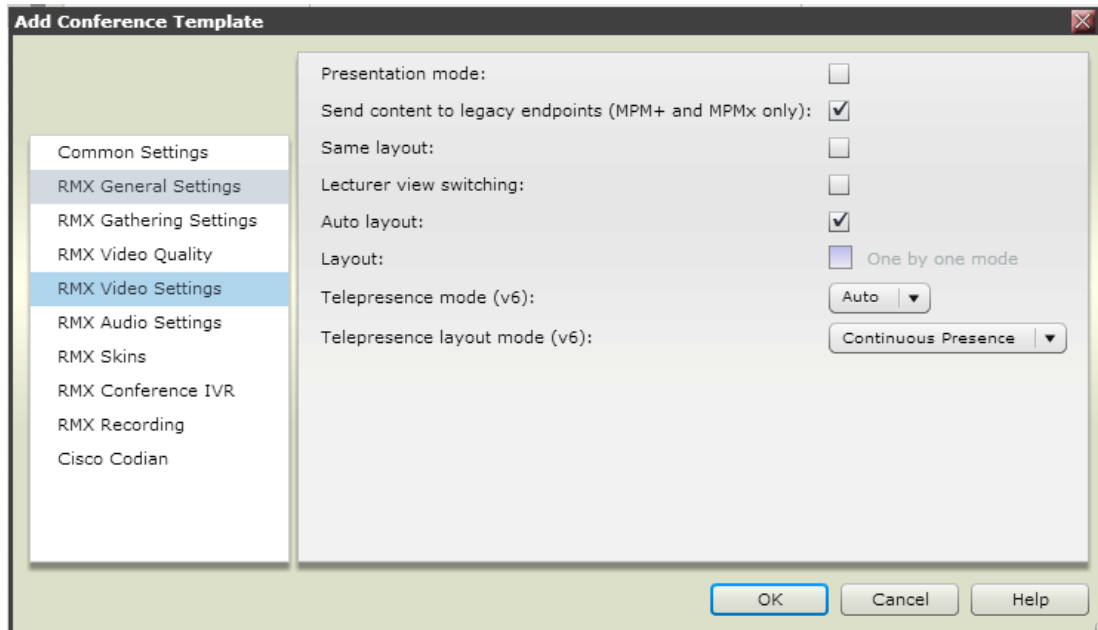 Add Conference Template
Common Settings
RMX General Settings
RMX Gathering Settings
RMX Video Quality
RMX Video Settings
RMX Audio Settings
RMX Skins
RMX Conference IVR
RMX Recording
Cisco Codian
Presentation mode:
Send content to legacy endpoints (MPM+ and MPMx only):
Same layout:
Lecturer view switching:
Auto layout:
Layout: One by one mode
Telepresence mode (v6): Auto
Telepresence layout mode (v6): Continuous Presence
OK Cancel Help